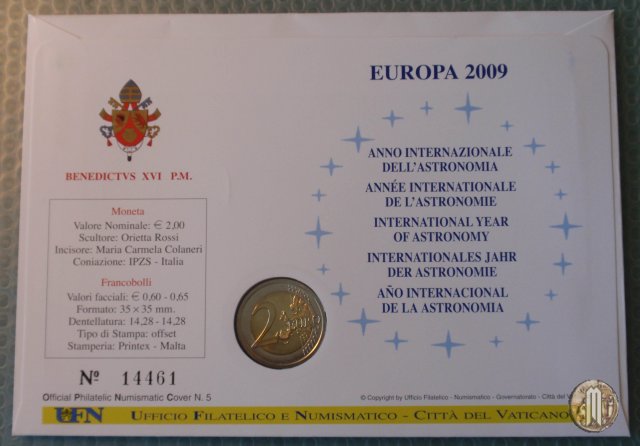 EUROPA 2009
BENEDICTVS XVI P.M.
Moneta
Valore Nominale: € 2,00
Scultore: Orietta Rossi
Incisore: Maria Carmela Colaneri
Coniazione: IPZS - Italia
Francobolli
Valori facciali: € 0,60 - 0,65
Formato: 35 × 35 mm.
Dentellatura: 14,28 - 14,28
Tipo di Stampa: offset
Stamperia: Printex - Malta
Nº 14461
Official Philatelic Numismatic Cover N. 5
ANNO INTERNAZIONALE
DELL'ASTRONOMIA
ANNÉE INTERNATIONALE
DE L'ASTRONOMIE
INTERNATIONAL YEAR
OF ASTRONOMY
INTERNATIONALES JAHR
DER ASTRONOMIE
AÑO INTERNACIONAL
DE LA ASTRONOMIA
2 EURO
© Copyright by Ufficio Filatelico - Numismatico - Governatorato - Città del V
UFN UFFICIO FILATELICO E NUMISMATICO - CITTÀ DEL VATICANO